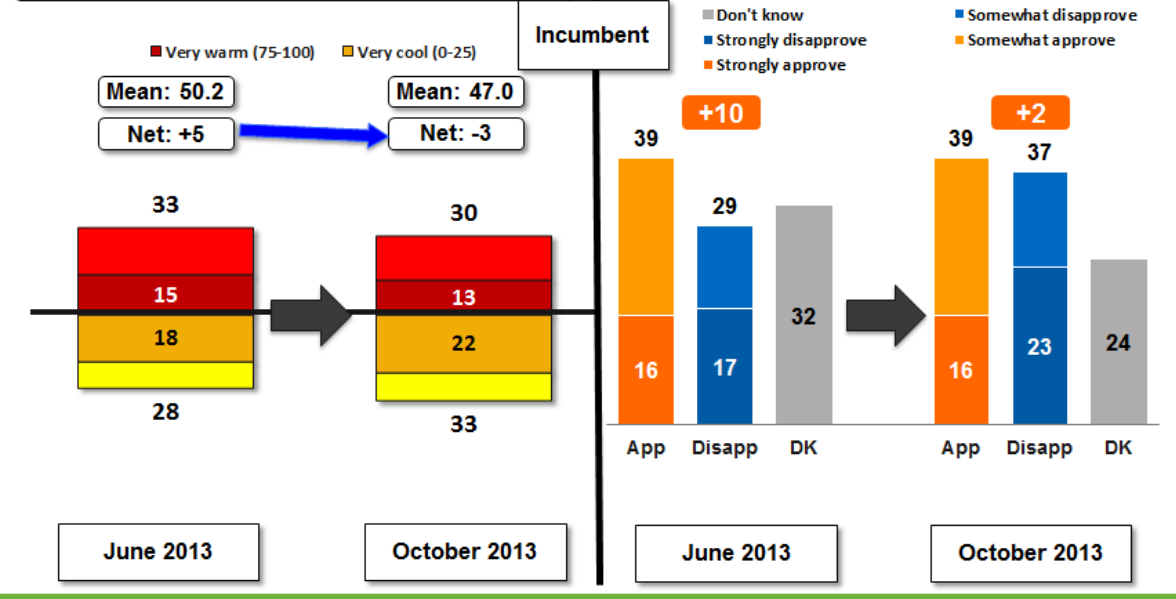 Incumbent
Very warm (75-100) Very cool (0-25)
Mean: 50.2 Mean: 47.0
Net: +5 Net: -3
33 30
15 13
18 22
28 33
June 2013 October 2013
Don't know Somewhat disapprove
Strongly disapprove Somewhat approve
Strongly approve
+10 +2
39 29 32 39 37 24
16 17 16 23
App Disapp DK App Disapp DK
June 2013 October 2013